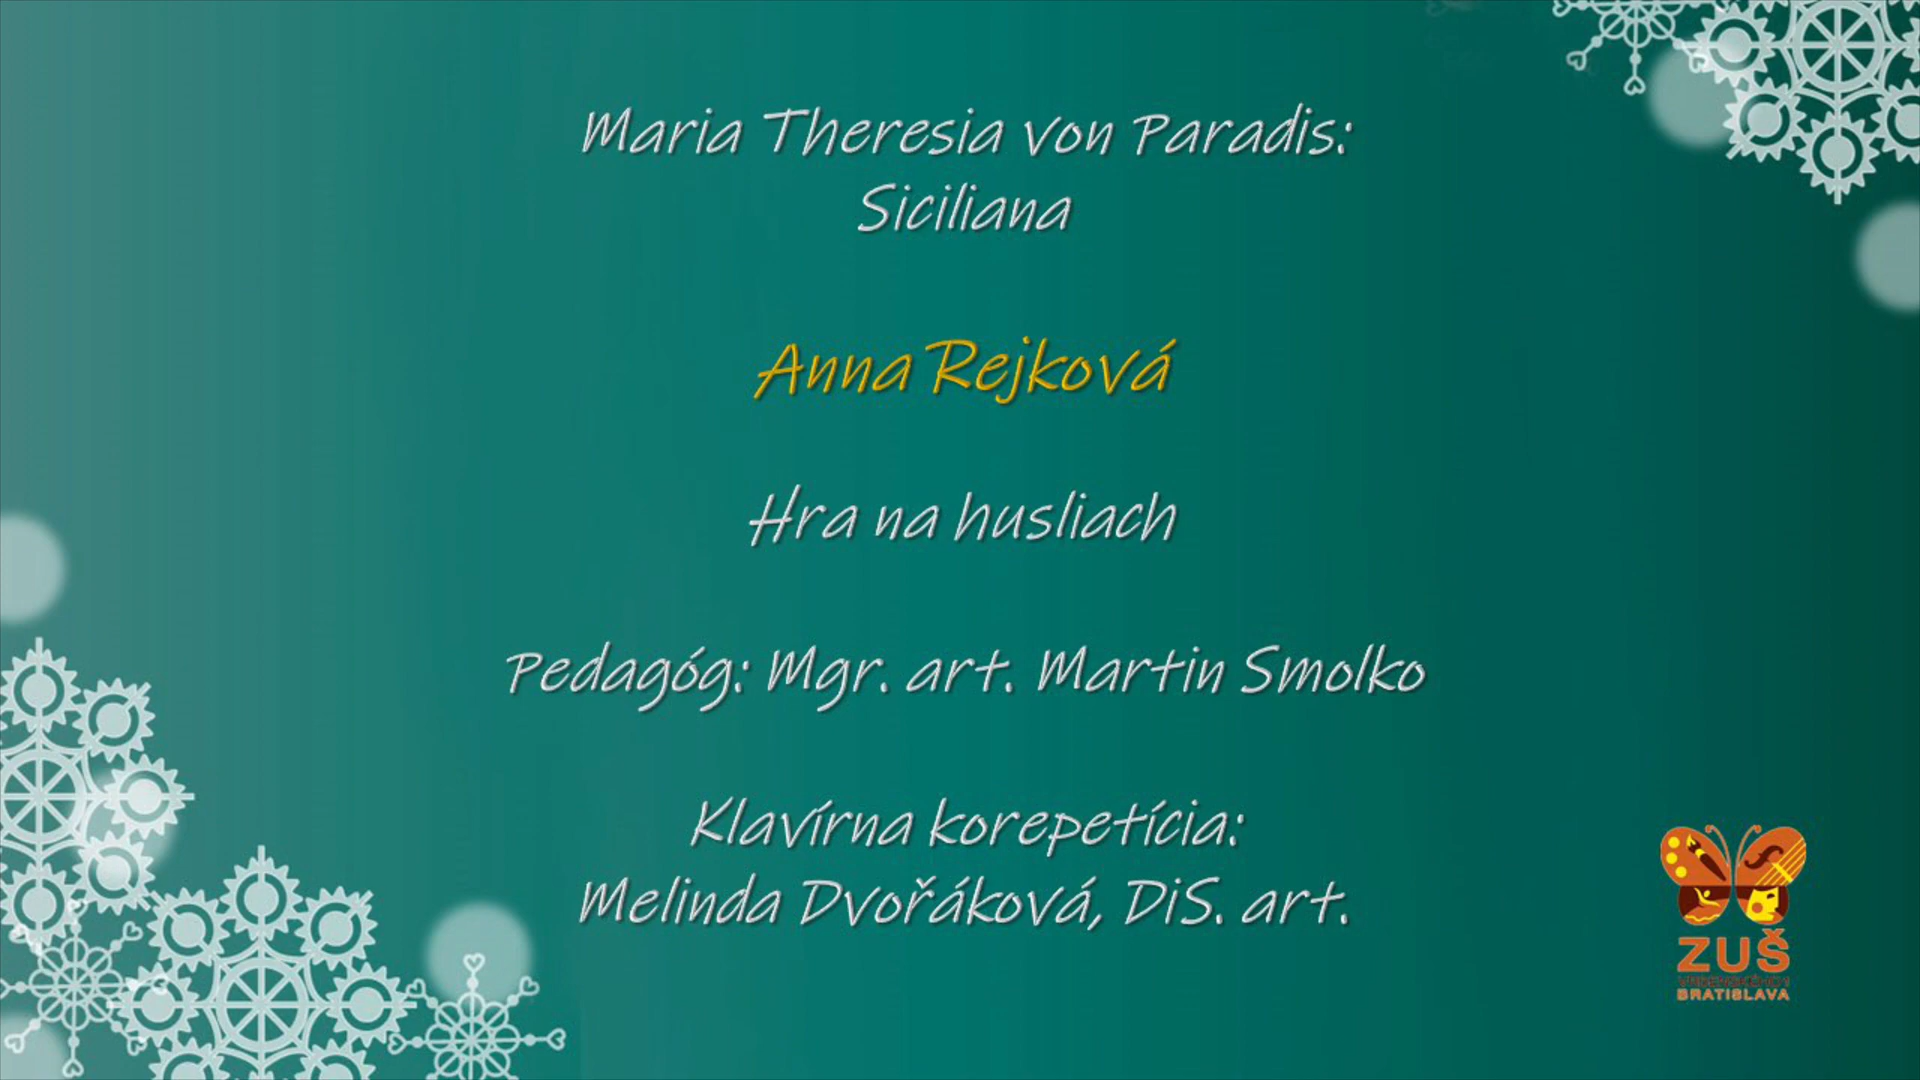 Maria Theresia von Paradis:
Siciliana
Anna Rejková
Hra na husliach
Pedagóg: Mgr. art. Martin Smolko
Klavírna korepetícia:
Melinda Dvořáková, DiS. art.
ZUŠ
BRATISLAVA